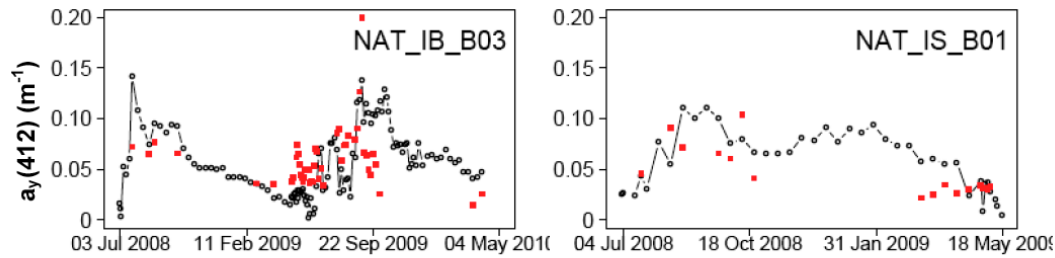 a_y(412) (m⁻¹)
0.20
0.15
0.10
0.05
0
NAT_IB_B03
03 Jul 2008
11 Feb 2009
22 Sep 2009
04 May 2010
0.20
0.15
0.10
0.05
0
NAT_IS_B01
04 Jul 2008
18 Oct 2008
31 Jan 2009
18 May 2009